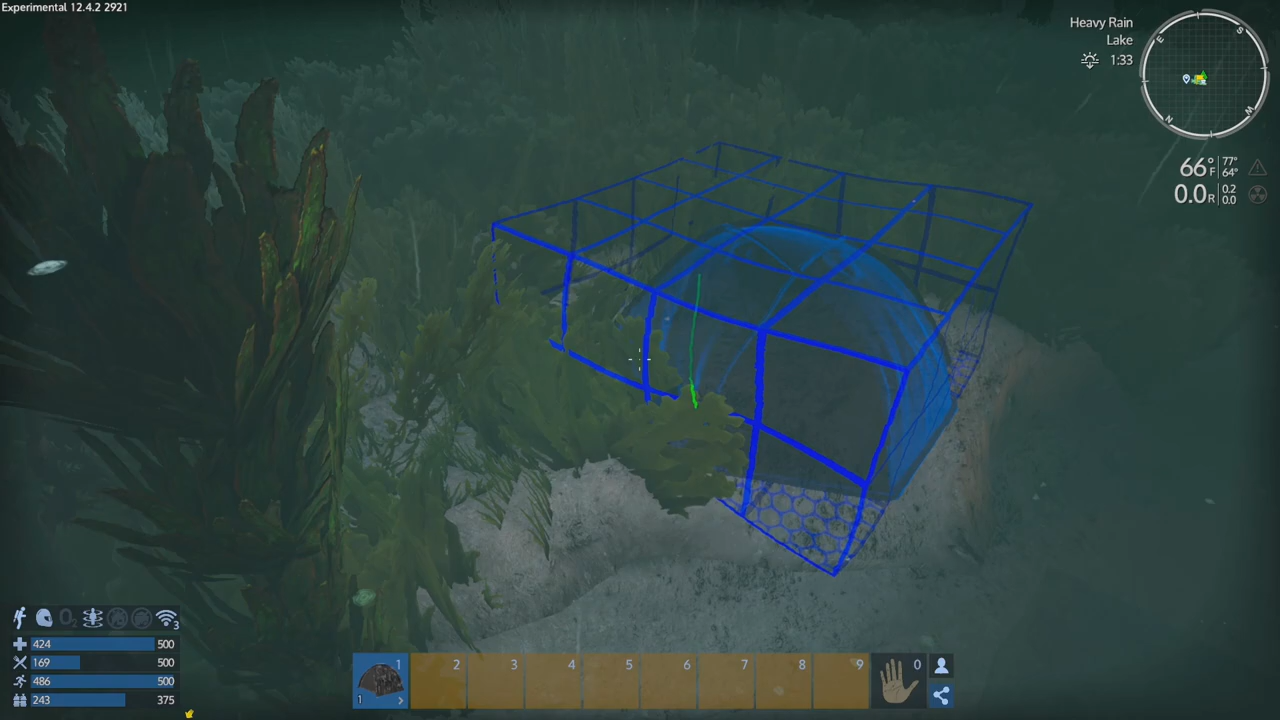 Experimental 12.4.2 2921
Heavy Rain
Lake
1:33
E
S
N
W
66°F 77° 64°
0.0R 0.2 0.0
O2
3
424 500
169 500
486 500
243 375
1 2 3 4 5 6 7 8 9 0
1